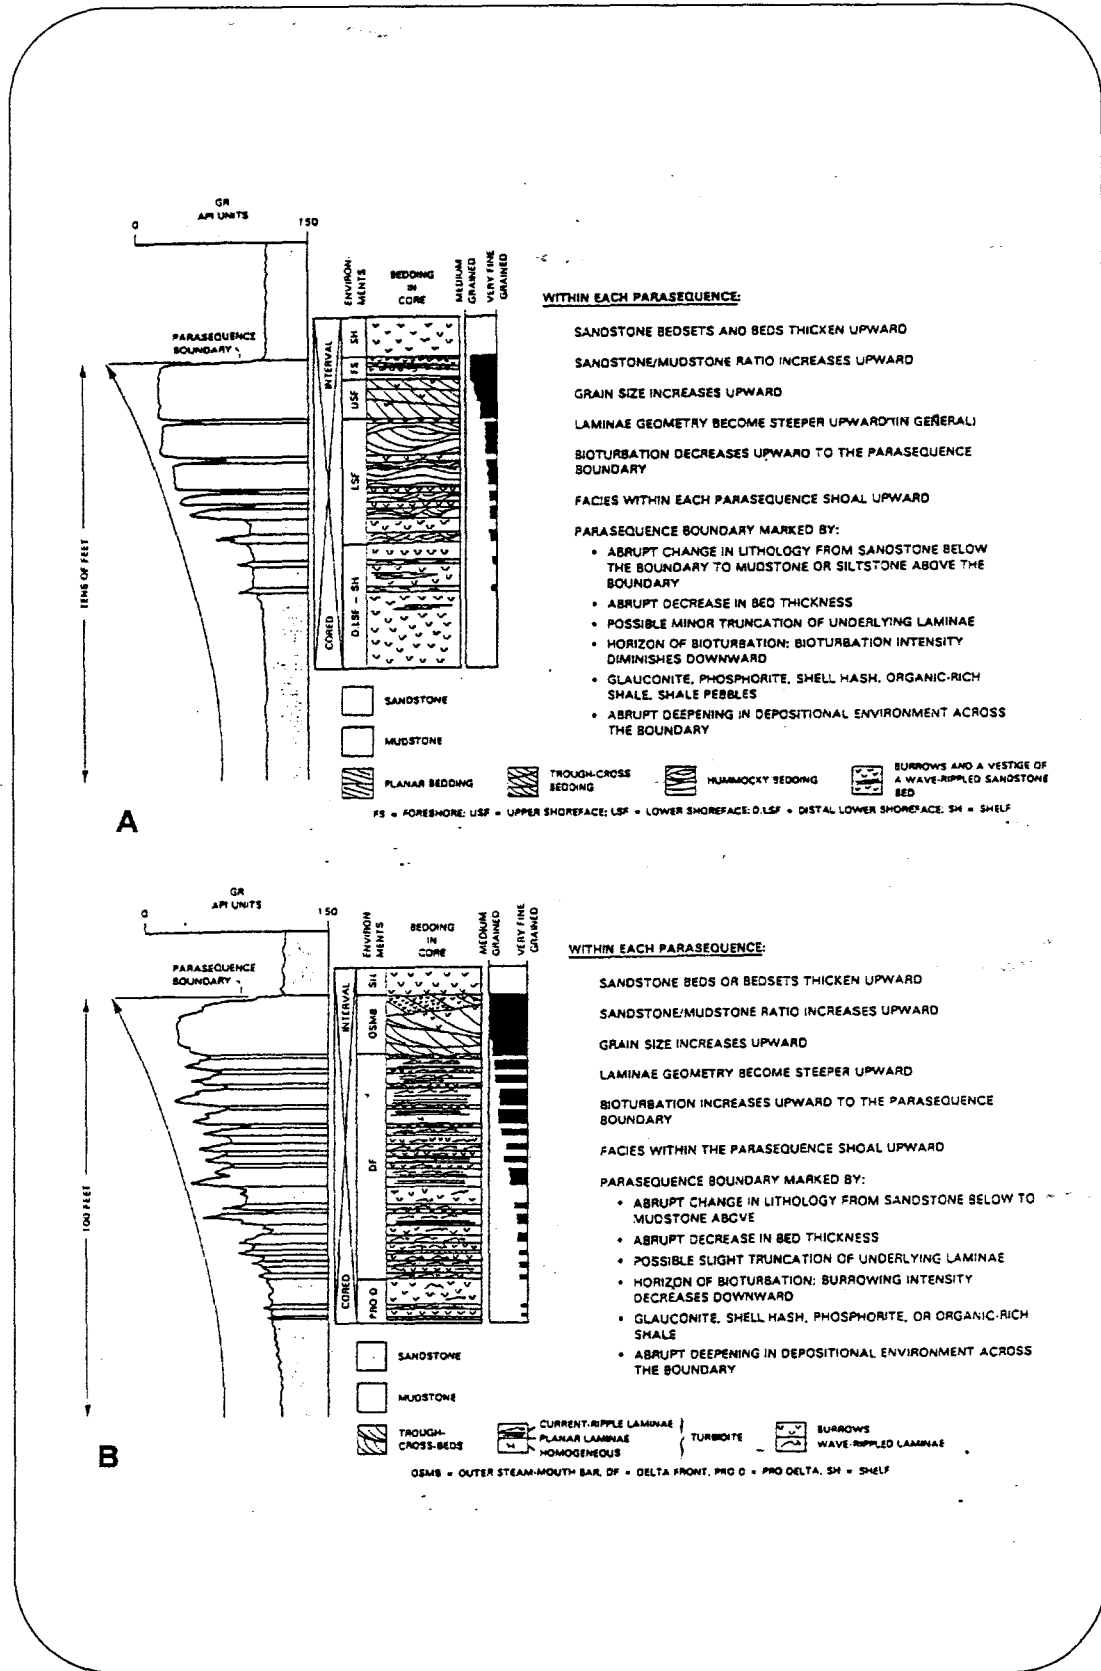 GR
API UNITS
0
150
PARASEQUENCE
BOUNDARY
TENS OF FEET
ENVIRON-
MENTS
BEDDING
IN
CORE
MEDIUM
GRAINED
VERY FINE
GRAINED
INTERVAL
CORED
SH
FS
USF
LSF
D.LSF - SH
WITHIN EACH PARASEQUENCE:
SANDSTONE BEDSETS AND BEDS THICKEN UPWARD
SANDSTONE/MUDSTONE RATIO INCREASES UPWARD
GRAIN SIZE INCREASES UPWARD
LAMINAE GEOMETRY BECOME STEEPER UPWARD (IN GENERAL)
BIOTURBATION DECREASES UPWARD TO THE PARASEQUENCE
BOUNDARY
FACIES WITHIN EACH PARASEQUENCE SHOAL UPWARD
PARASEQUENCE BOUNDARY MARKED BY:
• ABRUPT CHANGE IN LITHOLOGY FROM SANDSTONE BELOW
THE BOUNDARY TO MUDSTONE OR SILTSTONE ABOVE THE
BOUNDARY
• ABRUPT DECREASE IN BED THICKNESS
• POSSIBLE MINOR TRUNCATION OF UNDERLYING LAMINAE
• HORIZON OF BIOTURBATION; BIOTURBATION INTENSITY
DIMINISHES DOWNWARD
• GLAUCONITE, PHOSPHORITE, SHELL HASH, ORGANIC-RICH
SHALE, SHALE PEBBLES
• ABRUPT DEEPENING IN DEPOSITIONAL ENVIRONMENT ACROSS
THE BOUNDARY
SANDSTONE
MUDSTONE
PLANAR BEDDING
TROUGH-CROSS
BEDDING
HUMMOCKY BEDDING
BURROWS AND A VESTIGE OF
A WAVE-RIPPLED SANDSTONE
BED
A
FS = FORESHORE; USF = UPPER SHOREFACE; LSF = LOWER SHOREFACE; D.LSF = DISTAL LOWER SHOREFACE; SH = SHELF
GR
API UNITS
0
150
PARASEQUENCE
BOUNDARY
100 FEET
ENVIRON
MENTS
BEDDING
IN
CORE
MEDIUM
GRAINED
VERY FINE
GRAINED
INTERVAL
CORED
SH
OSMB
DF
PRO D
WITHIN EACH PARASEQUENCE:
SANDSTONE BEDS OR BEDSETS THICKEN UPWARD
SANDSTONE/MUDSTONE RATIO INCREASES UPWARD
GRAIN SIZE INCREASES UPWARD
LAMINAE GEOMETRY BECOME STEEPER UPWARD
BIOTURBATION INCREASES UPWARD TO THE PARASEQUENCE
BOUNDARY
FACIES WITHIN THE PARASEQUENCE SHOAL UPWARD
PARASEQUENCE BOUNDARY MARKED BY:
• ABRUPT CHANGE IN LITHOLOGY FROM SANDSTONE BELOW TO
MUDSTONE ABOVE
• ABRUPT DECREASE IN BED THICKNESS
• POSSIBLE SLIGHT TRUNCATION OF UNDERLYING LAMINAE
• HORIZON OF BIOTURBATION; BURROWING INTENSITY
DECREASES DOWNWARD
• GLAUCONITE, SHELL HASH, PHOSPHORITE, OR ORGANIC-RICH
SHALE
• ABRUPT DEEPENING IN DEPOSITIONAL ENVIRONMENT ACROSS
THE BOUNDARY
SANDSTONE
MUDSTONE
TROUGH-
CROSS-BEDS
CURRENT-RIPPLE LAMINAE
PLANAR LAMINAE
HOMOGENEOUS
TURBIDITE
BURROWS
WAVE-RIPPLED LAMINAE
B
OSMB = OUTER STEAM-MOUTH BAR, DF = DELTA FRONT, PRO D = PRO DELTA, SH = SHELF